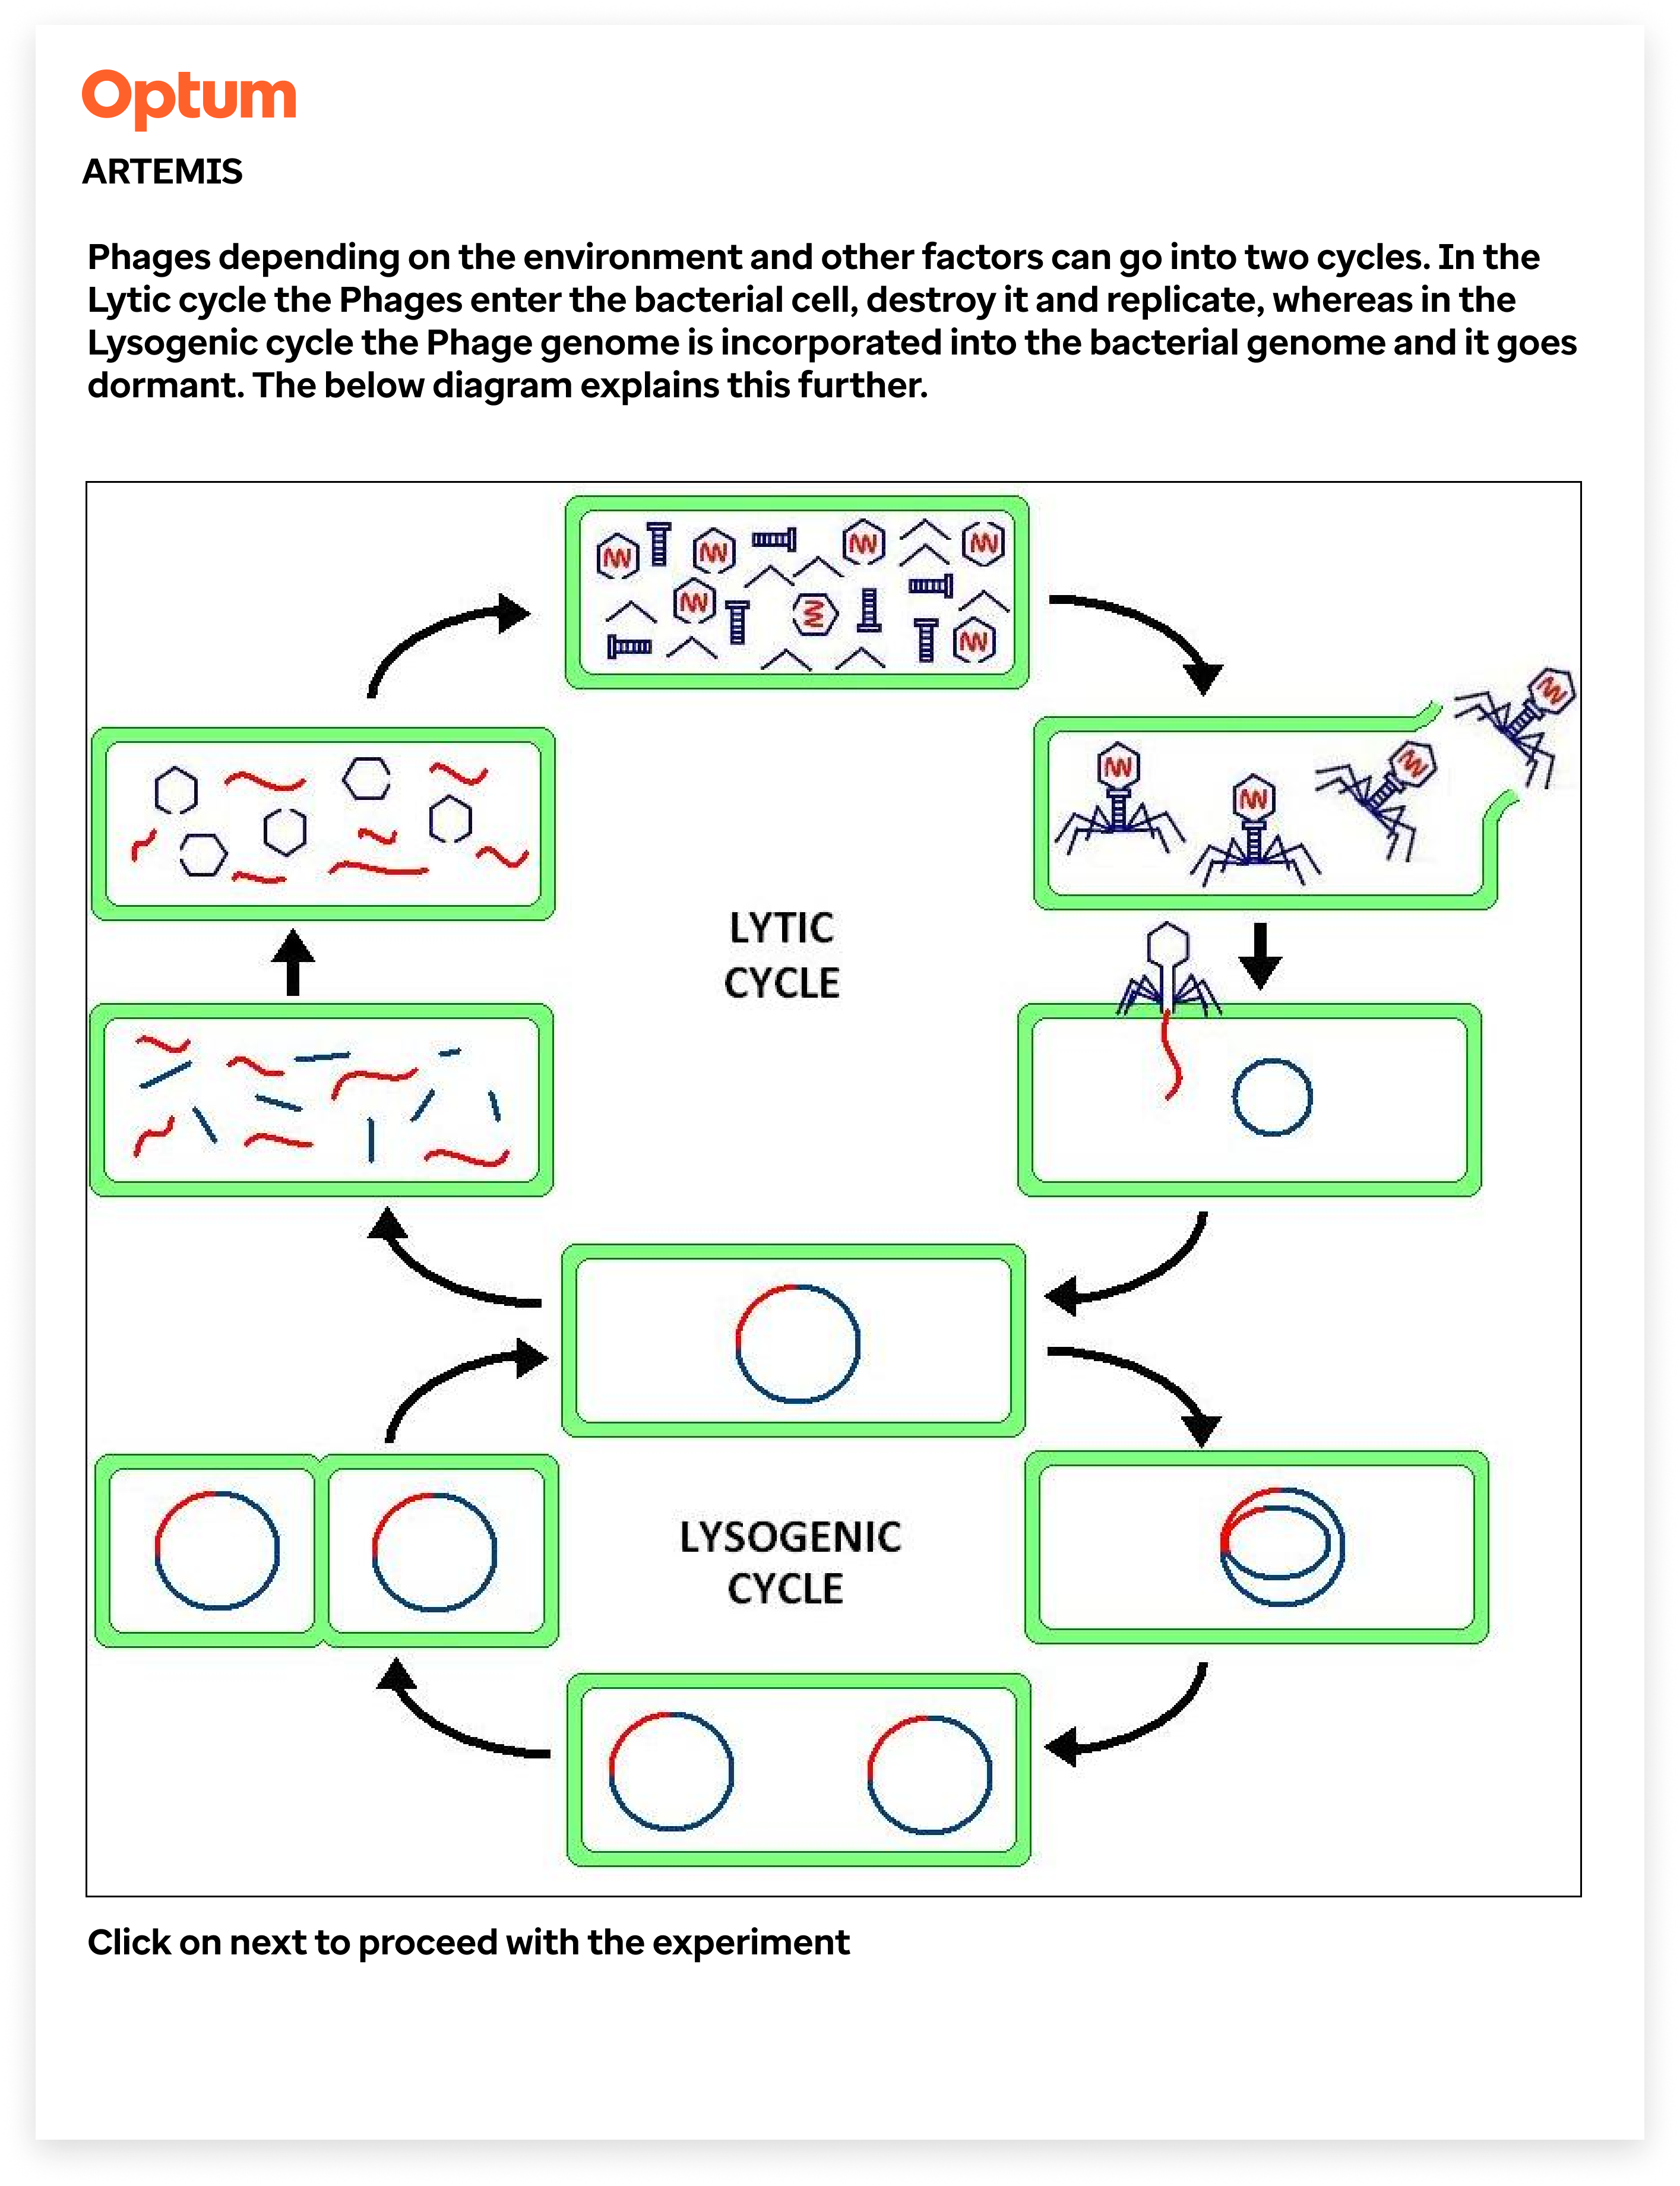 Optum
ARTEMIS
Phages depending on the environment and other factors can go into two cycles. In the
Lytic cycle the Phages enter the bacterial cell, destroy it and replicate, whereas in the
Lysogenic cycle the Phage genome is incorporated into the bacterial genome and it goes
dormant. The below diagram explains this further.
LYTIC
CYCLE
LYSOGENIC
CYCLE
Click on next to proceed with the experiment